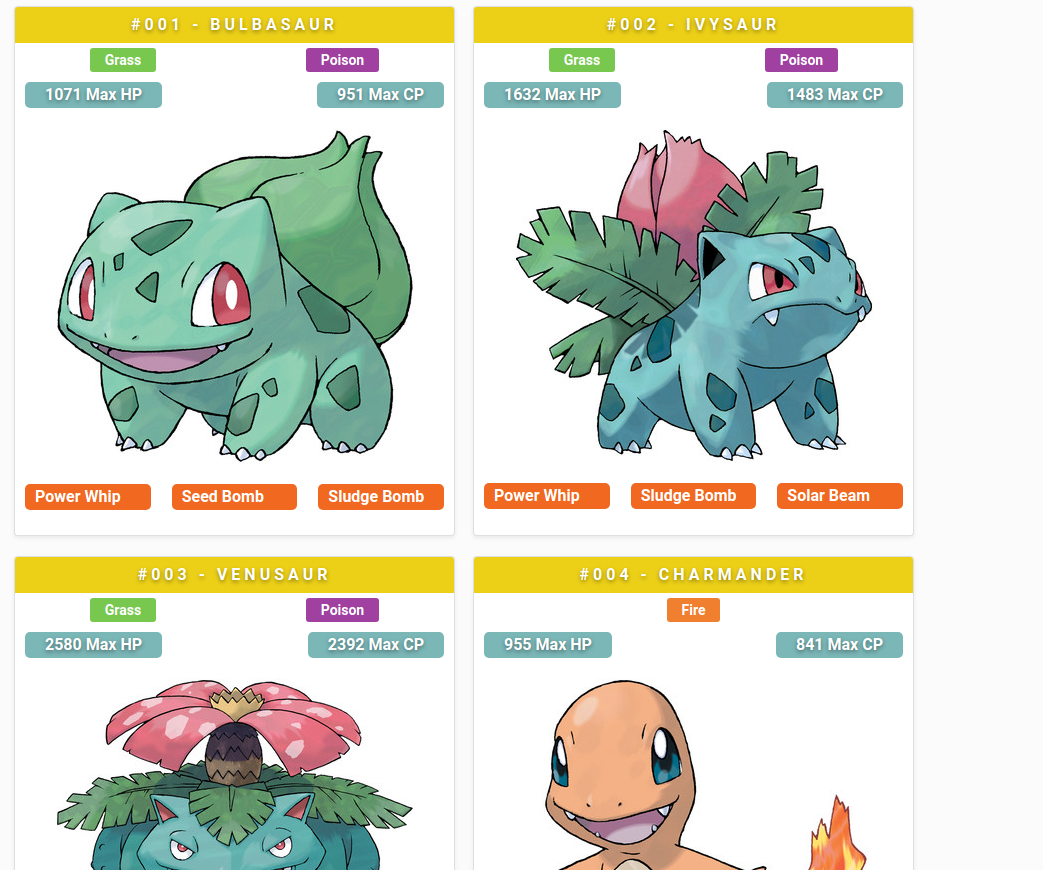 #001 - BULBASAUR
Grass Poison
1071 Max HP 951 Max CP
Power Whip Seed Bomb Sludge Bomb
#002 - IVYSAUR
Grass Poison
1632 Max HP 1483 Max CP
Power Whip Sludge Bomb Solar Beam
#003 - VENUSAUR
Grass Poison
2580 Max HP 2392 Max CP
#004 - CHARMANDER
Fire
955 Max HP 841 Max CP